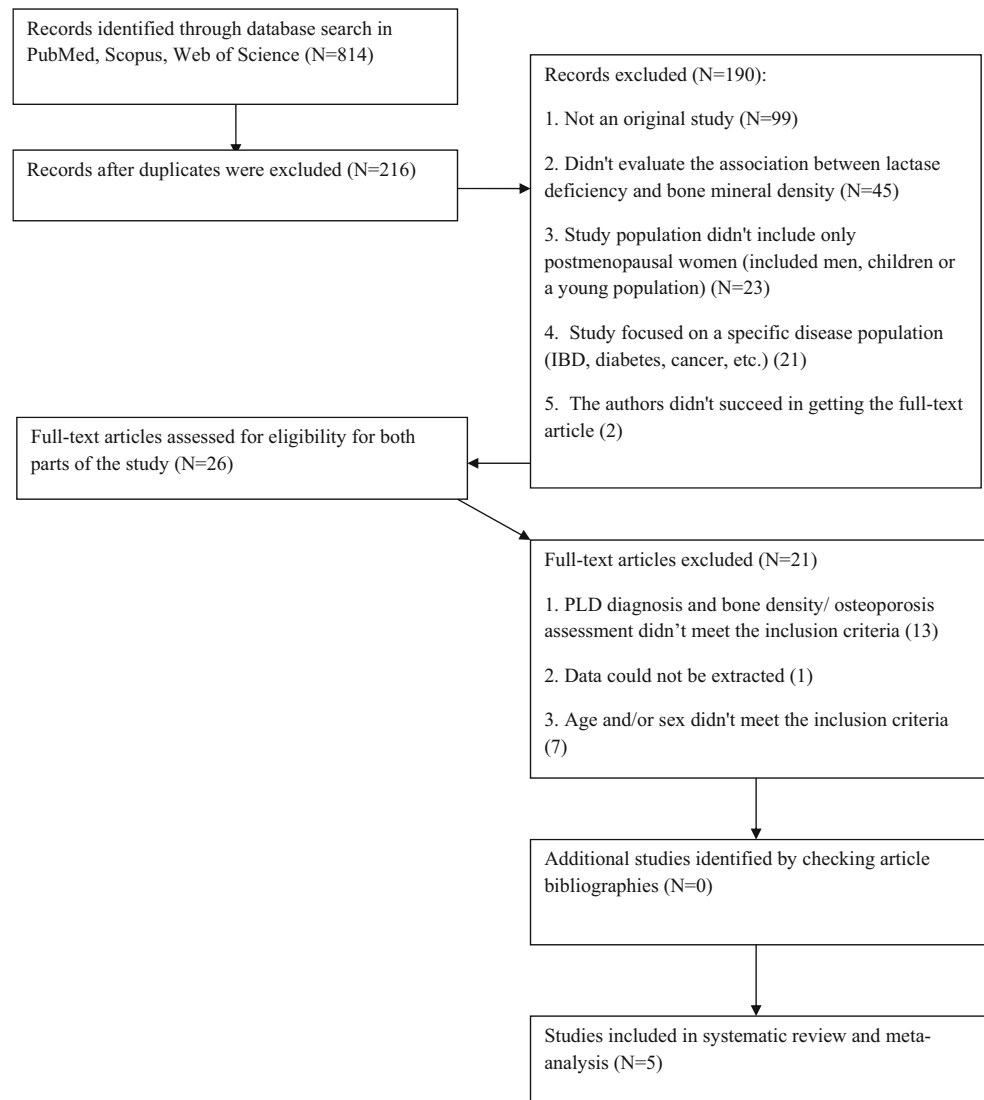 Records identified through database search in
PubMed, Scopus, Web of Science (N=814)
Records after duplicates were excluded (N=216)
Records excluded (N=190):
1. Not an original study (N=99)
2. Didn't evaluate the association between lactase
deficiency and bone mineral density (N=45)
3. Study population didn't include only
postmenopausal women (included men, children or
a young population) (N=23)
4. Study focused on a specific disease population
(IBD, diabetes, cancer, etc.) (21)
5. The authors didn't succeed in getting the full-text
article (2)
Full-text articles assessed for eligibility for both
parts of the study (N=26)
Full-text articles excluded (N=21)
1. PLD diagnosis and bone density/ osteoporosis
assessment didn’t meet the inclusion criteria (13)
2. Data could not be extracted (1)
3. Age and/or sex didn't meet the inclusion criteria
(7)
Additional studies identified by checking article
bibliographies (N=0)
Studies included in systematic review and meta-
analysis (N=5)